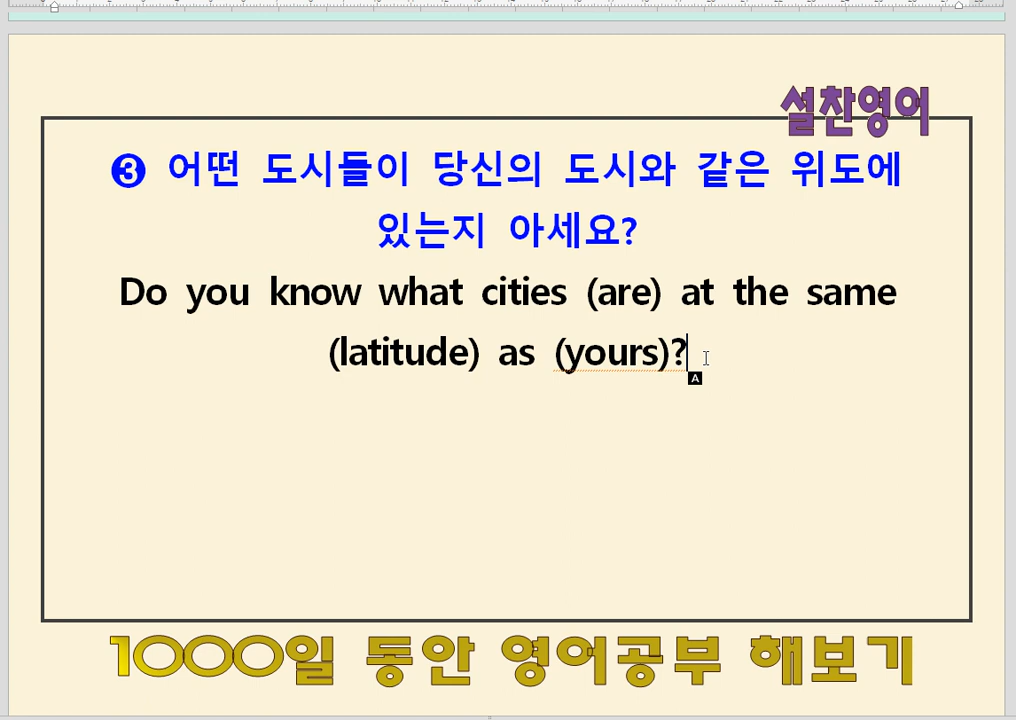 설찬영어
❸ 어떤 도시들이 당신의 도시와 같은 위도에
있는지 아세요?
Do you know what cities (are) at the same
(latitude) as (yours)?
A
1000일 동안 영어공부 해보기